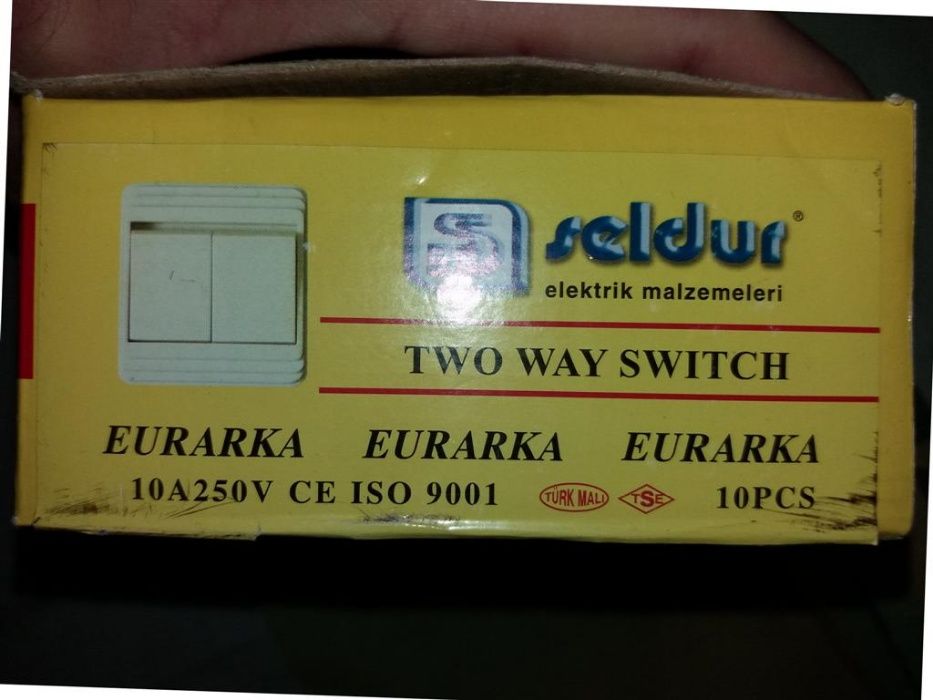 seldur®
elektrik malzemeleri
TWO WAY SWITCH
EURARKA EURARKA EURARKA
10A250V CE ISO 9001 TÜRK MALI TSE 10PCS